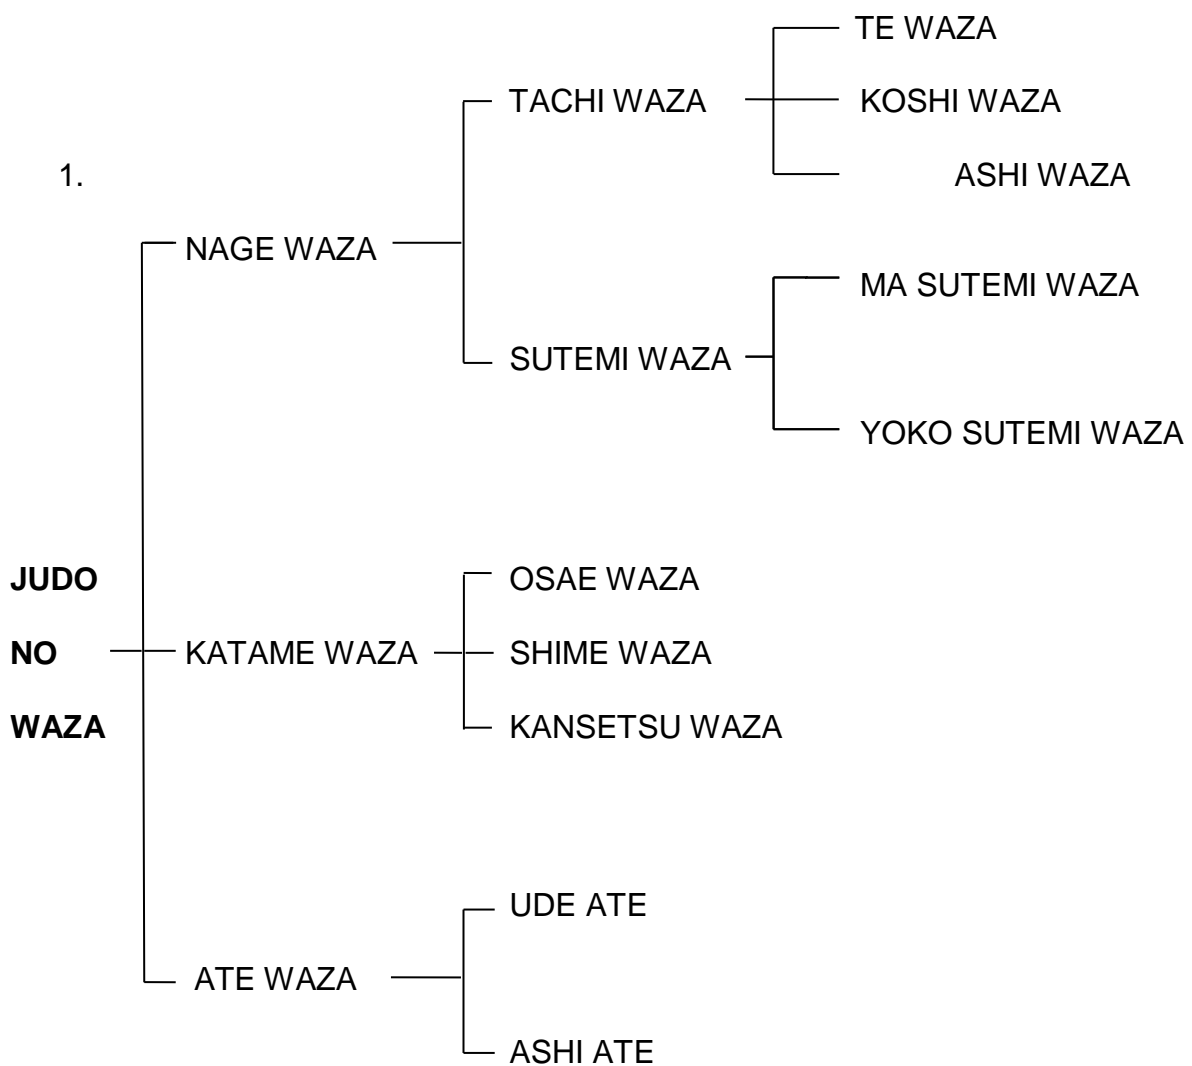 TE WAZA
TACHI WAZA
KOSHI WAZA
1.
ASHI WAZA
NAGE WAZA
MA SUTEMI WAZA
SUTEMI WAZA
YOKO SUTEMI WAZA
JUDO
OSAE WAZA
NO
KATAME WAZA
SHIME WAZA
WAZA
KANSETSU WAZA
UDE ATE
ATE WAZA
ASHI ATE